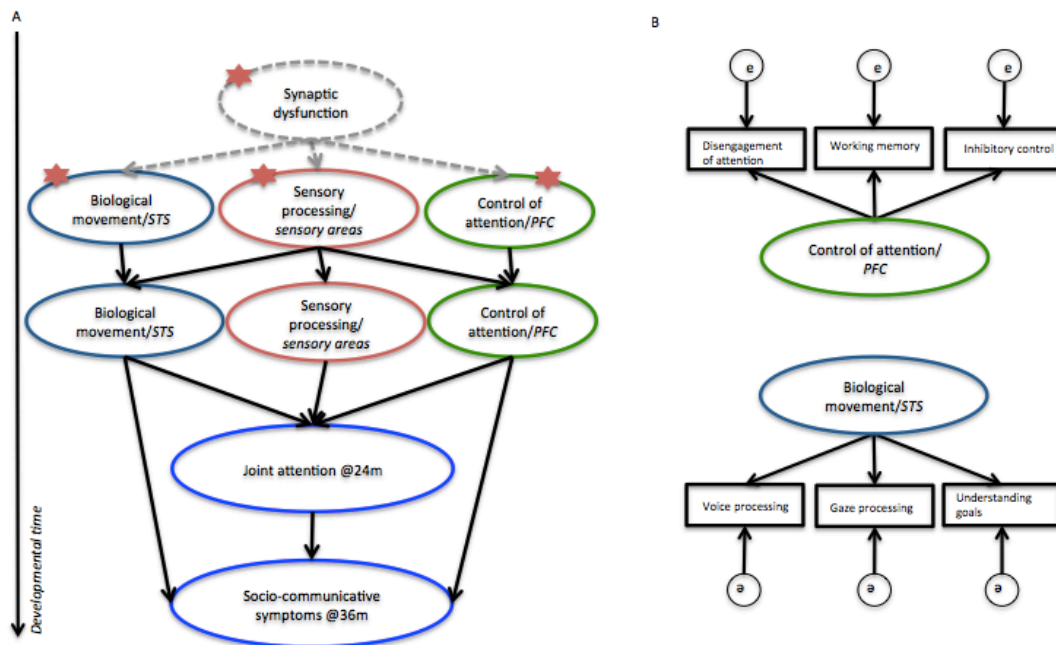 A
Synaptic
dysfunction
Biological
movement/STS
Sensory
processing/
sensory areas
Control of
attention/PFC
Biological
movement/STS
Sensory
processing/
sensory areas
Control of
attention/PFC
Joint attention @24m
Socio-communicative
symptoms @36m
Developmental time
B
e
e
e
Disengagement
of attention
Working memory
Inhibitory control
Control of attention/
PFC
Biological
movement/STS
Voice processing
Gaze processing
Understanding
goals
e
e
e